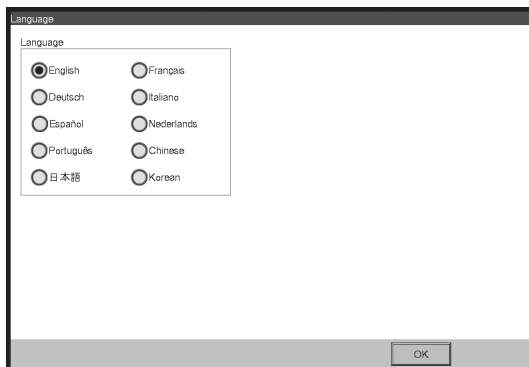 Language
Language
English Français
Deutsch Italiano
Español Nederlands
Português Chinese
日本語 Korean
OK